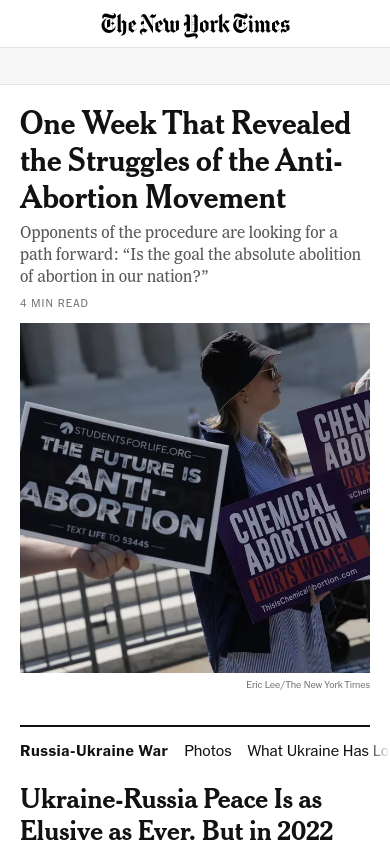 The New York Times
One Week That Revealed
the Struggles of the Anti-
Abortion Movement
Opponents of the procedure are looking for a
path forward: “Is the goal the absolute abolition
of abortion in our nation?”
4 MIN READ
STUDENTSFORLIFE.ORG
THE FUTURE IS
ANTI-
ABORTION
TEXT LIFE TO 53445
CHEMICAL
ABORTION
HURTS WOMEN
ThisIsChemicalAbortion.com
CHEM
ABO
Eric Lee/The New York Times
Russia-Ukraine War Photos What Ukraine Has Lo
Ukraine-Russia Peace Is as
Elusive as Ever. But in 2022